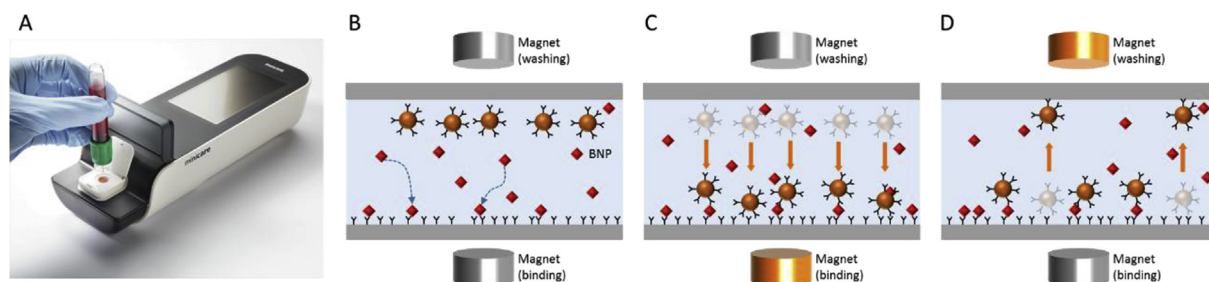 A
B
C
D
Magnet
(washing)
Magnet
(washing)
Magnet
(washing)
BNP
minicare
Magnet
(binding)
Magnet
(binding)
Magnet
(binding)